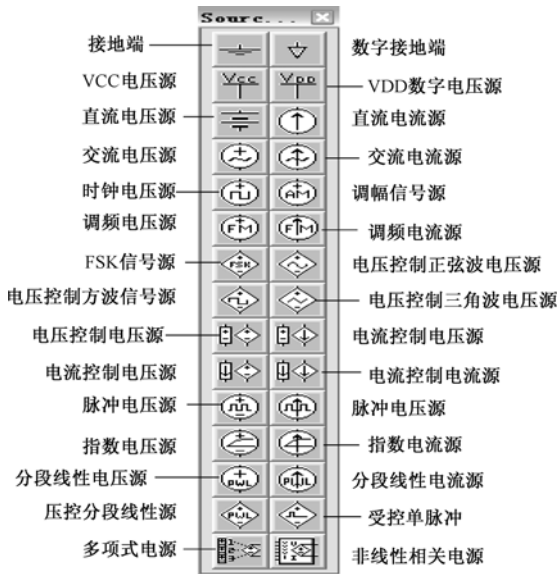 Sourc...
接地端 数字接地端
VCC电压源 Vcc VDD VDD数字电压源
直流电压源 直流电流源
交流电压源 交流电流源
时钟电压源 AM 调幅信号源
调频电压源 FM FM 调频电流源
FSK信号源 FSK 电压控制正弦波电压源
电压控制方波信号源 电压控制三角波电压源
电压控制电压源 电流控制电压源
电流控制电压源 电流控制电流源
脉冲电压源 脉冲电压源
指数电压源 指数电流源
分段线性电压源 PWL PWL 分段线性电流源
压控分段线性源 PWL 受控单脉冲
多项式电源 非线性相关电源